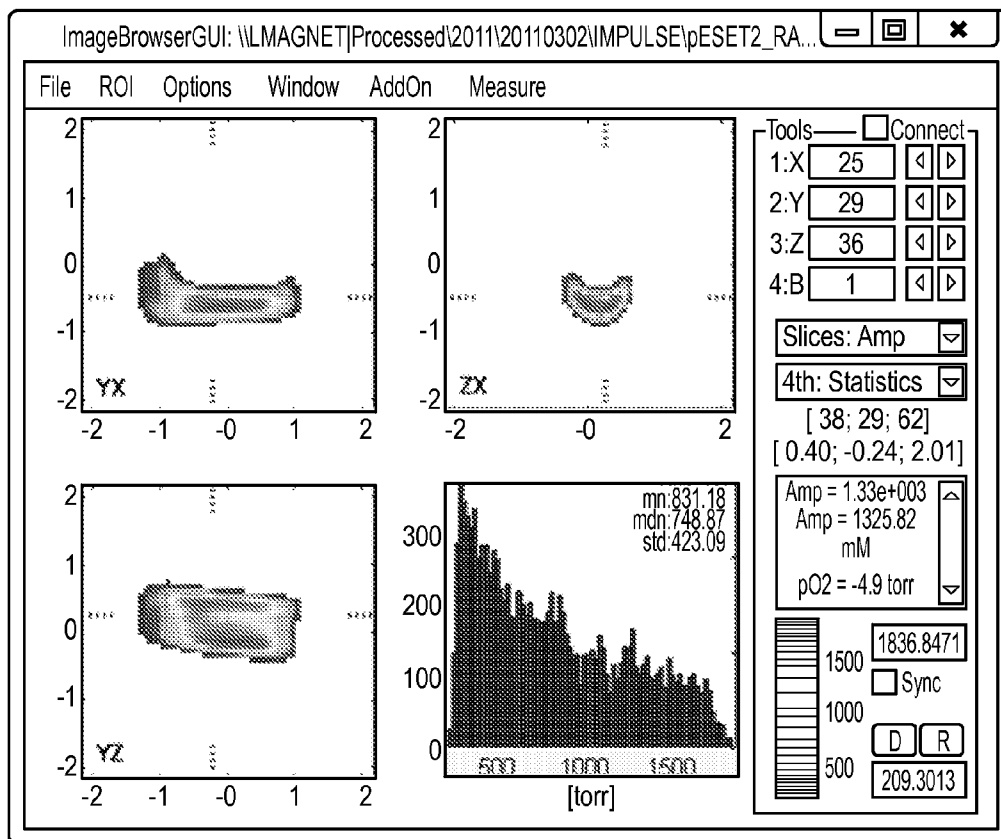 ImageBrowserGUI: \\LMAGNET|Processed\2011\20110302\IMPULSE\pESET2_RA...
File ROI Options Window AddOn Measure
2
1
0
-1
-2
YX
-2 -1 -0 1 2
2
1
0
-1
-2
ZX
-2 -0 2
Tools Connect
1:X 25
2:Y 29
3:Z 36
4:B 1
Slices: Amp
4th: Statistics
[ 38; 29; 62]
[ 0.40; -0.24; 2.01]
Amp = 1.33e+003
Amp = 1325.82
mM
pO2 = -4.9 torr
2
1
0
-1
-2
YZ
-2 -1 -0 1 2
mn:831.18
mdn:748.87
std:423.09
300
200
100
0
500 1000 1500
[torr]
1500
1000
500
1836.8471
Sync
D R
209.3013